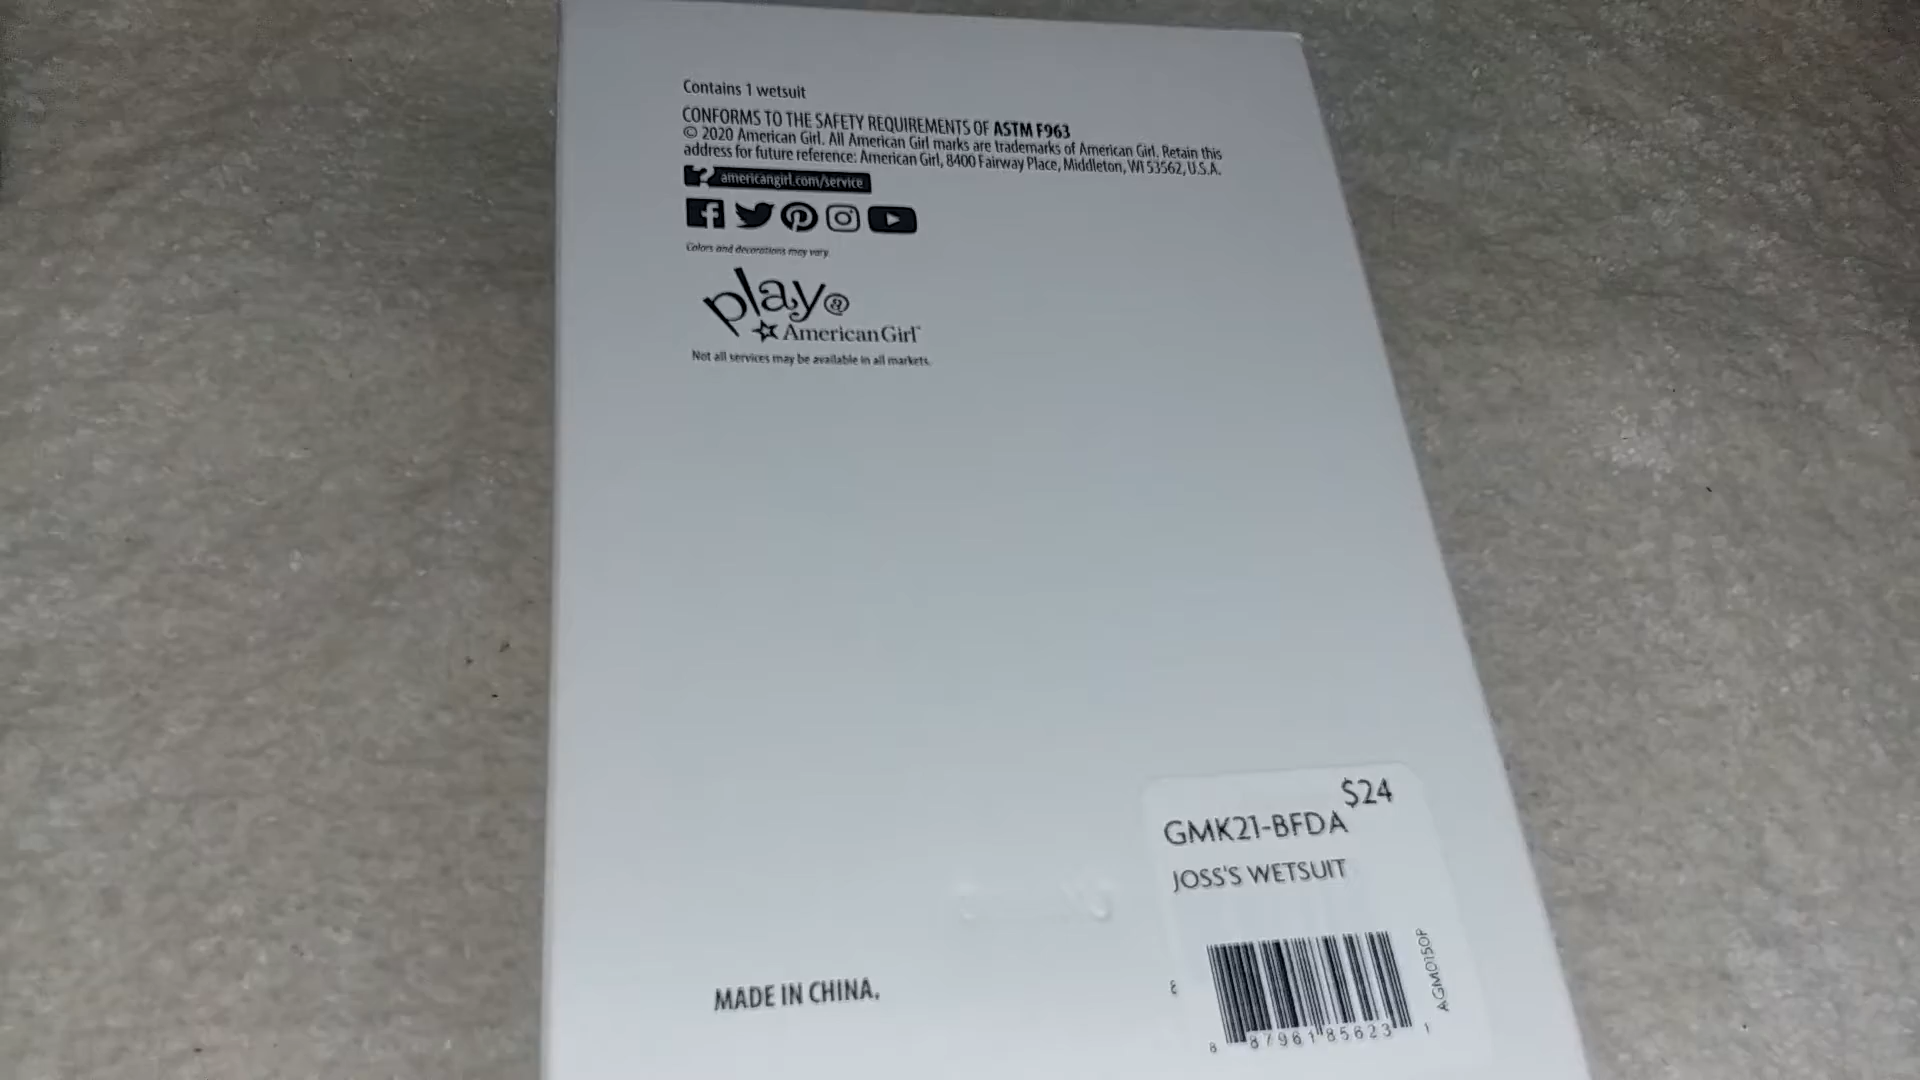 Contains 1 wetsuit
CONFORMS TO THE SAFETY REQUIREMENTS OF ASTM F963
© 2020 American Girl. All American Girl marks are trademarks of American Girl. Retain this
address for future reference: American Girl, 8400 Fairway Place, Middleton, WI 53562, U.S.A.
? americangirl.com/service
Colors and decorations may vary.
play@
American Girl
Not all services may be available in all markets.
$24
GMK21-BFDA
JOSS'S WETSUIT
8 87961 85623 1
MADE IN CHINA.